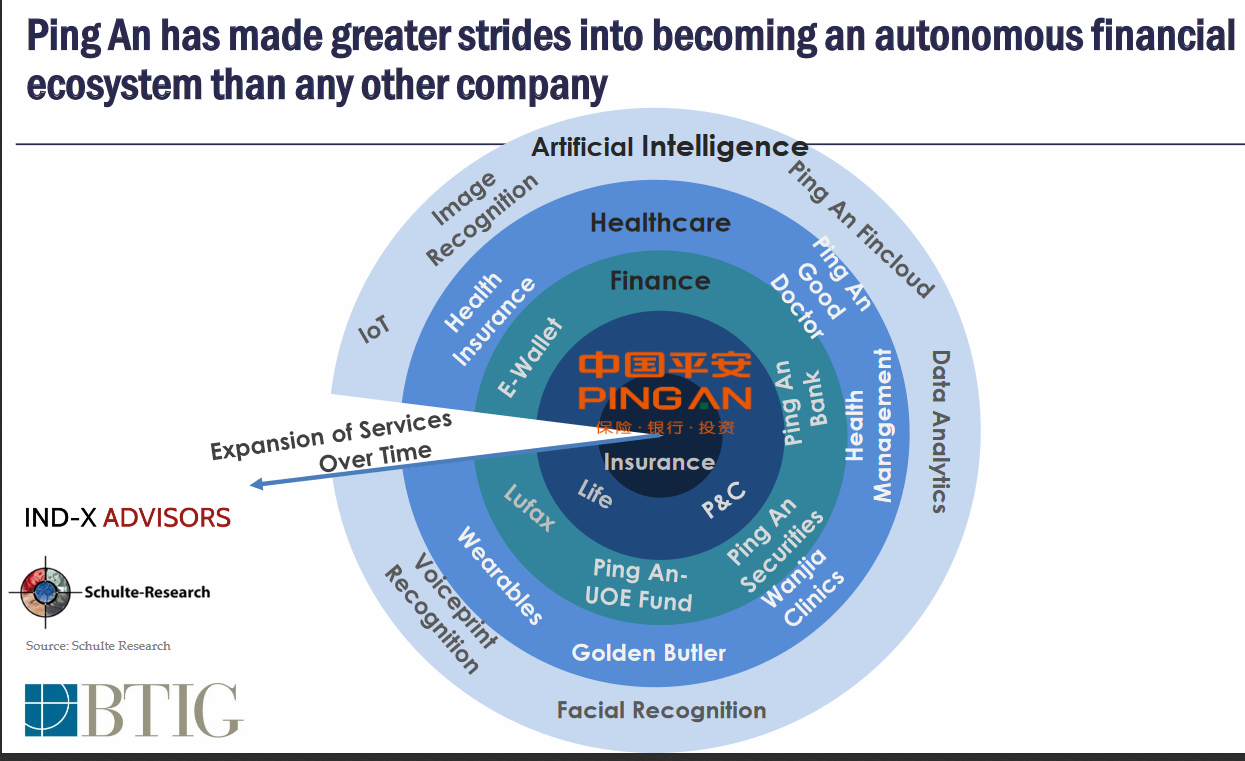 Ping An has made greater strides into becoming an autonomous financial
ecosystem than any other company
Artificial Intelligence
Image
Recognition
Ping An Fincloud
IoT
Data Analytics
Voiceprint
Recognition
Facial Recognition
Healthcare
Health
Insurance
Ping An
Good
Doctor
Health
Management
Wearables
Wanjia
Clinics
Golden Butler
Finance
E-Wallet
Ping An
Bank
Lufax
Ping An
Securities
Ping An-
UOE Fund
中国平安
PING AN
保险·银行·投资
Insurance
Life
P&C
Expansion of Services
Over Time
IND-X ADVISORS
Schulte-Research
Source: Schulte Research
BTIG